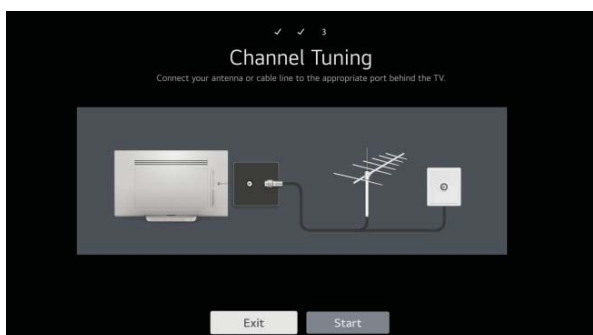 ✓ ✓ 3
Channel Tuning
Connect your antenna or cable line to the appropriate port behind the TV.
Exit Start